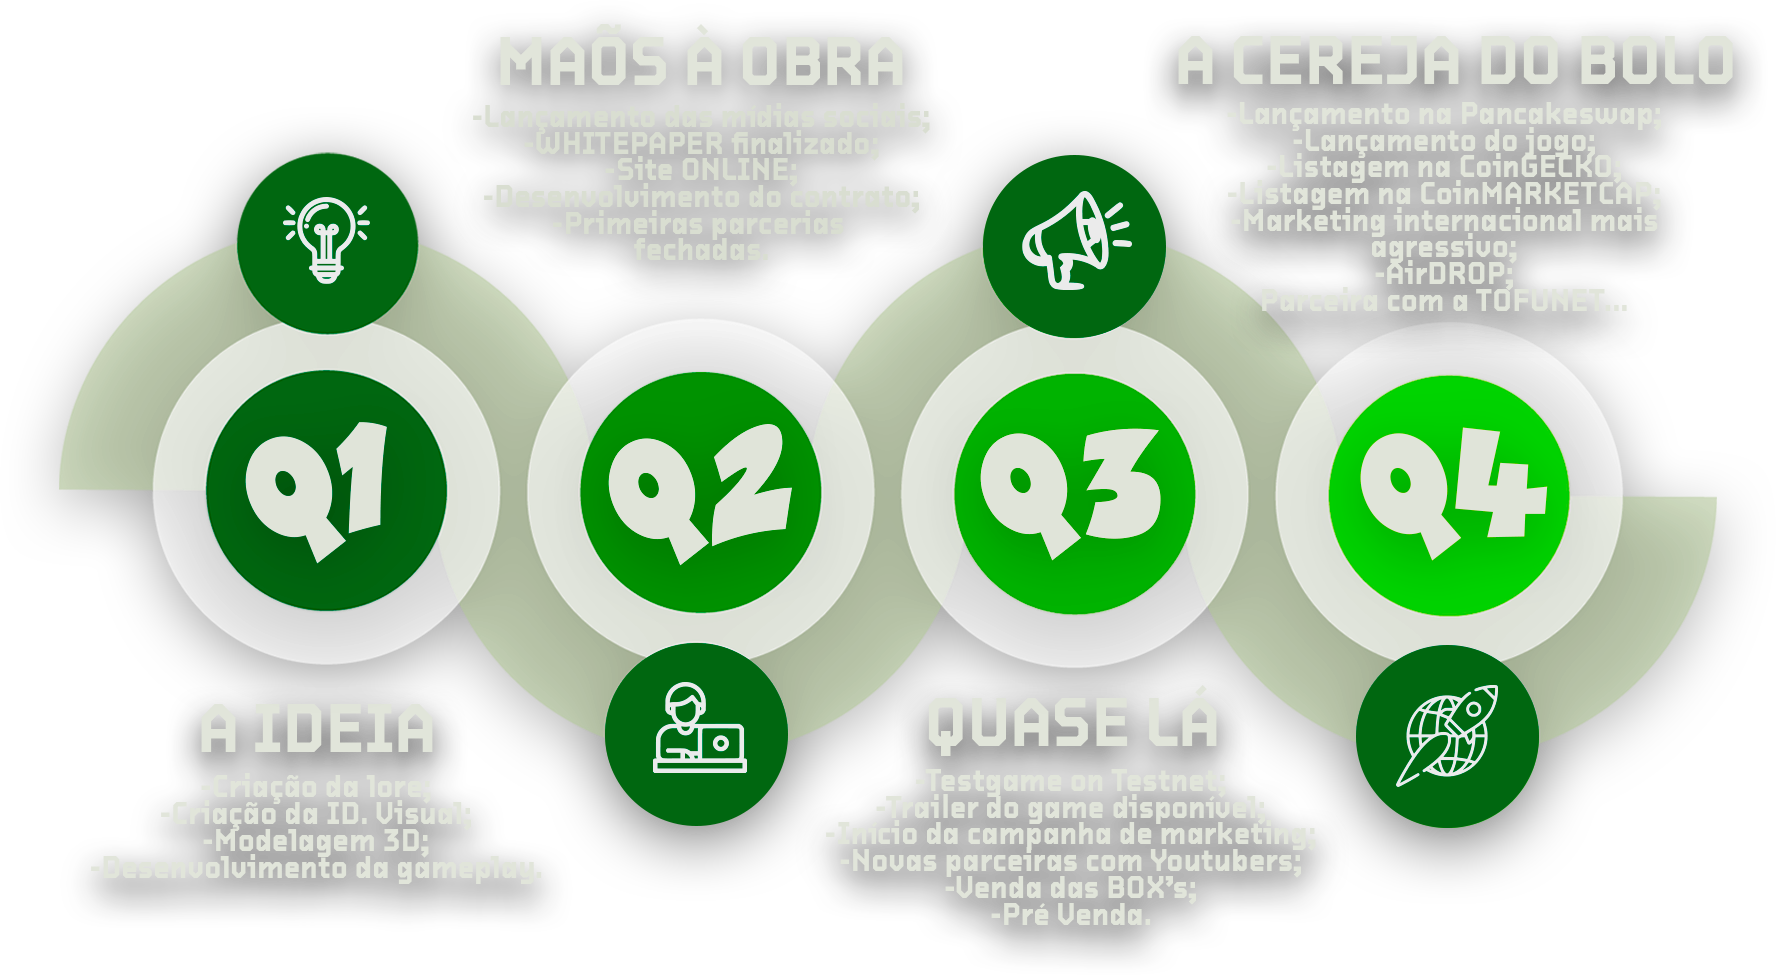 MAÕS À OBRA
-Lançamento das mídias sociais;
-WHITEPAPER finalizado;
-Site ONLINE;
-Desenvolvimento do contrato;
-Primeiras parcerias
fechadas.
A CEREJA DO BOLO
Lançamento na Pancakeswap;
-Lançamento do jogo;
-Listagem na CoinGECKO;
-Listagem na CoinMARKETCAP;
-Marketing internacional mais
agressivo;
-AirDROP;
Parceira com a TOFUNET...
Q1
Q2
Q3
Q4
A IDEIA
-Criação da lore;
-Criação da ID. Visual;
-Modelagem 3D;
-Desenvolvimento da gameplay.
QUASE LÁ
-Testgame on Testnet;
-Trailer do game disponível;
-Início da campanha de marketing;
-Novas parceiras com Youtubers;
-Venda das BOX's;
-Pré Venda.